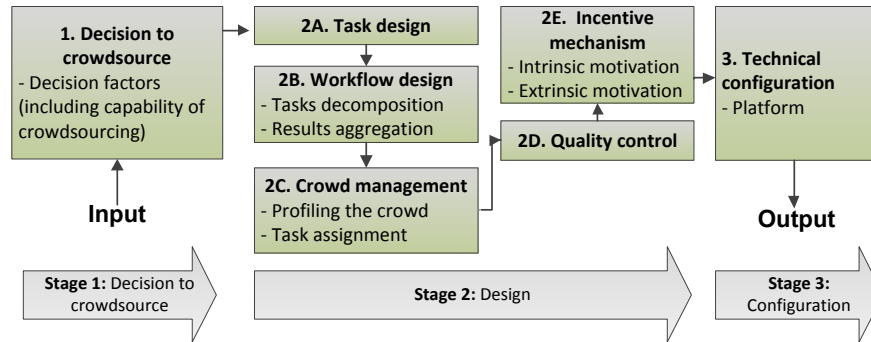 1. Decision to
crowdsource
- Decision factors
(including capability of
crowdsourcing)
Input
2A. Task design
2B. Workflow design
- Tasks decomposition
- Results aggregation
2C. Crowd management
- Profiling the crowd
- Task assignment
2D. Quality control
2E. Incentive
mechanism
- Intrinsic motivation
- Extrinsic motivation
3. Technical
configuration
- Platform
Output
Stage 1: Decision to
crowdsource
Stage 2: Design
Stage 3:
Configuration